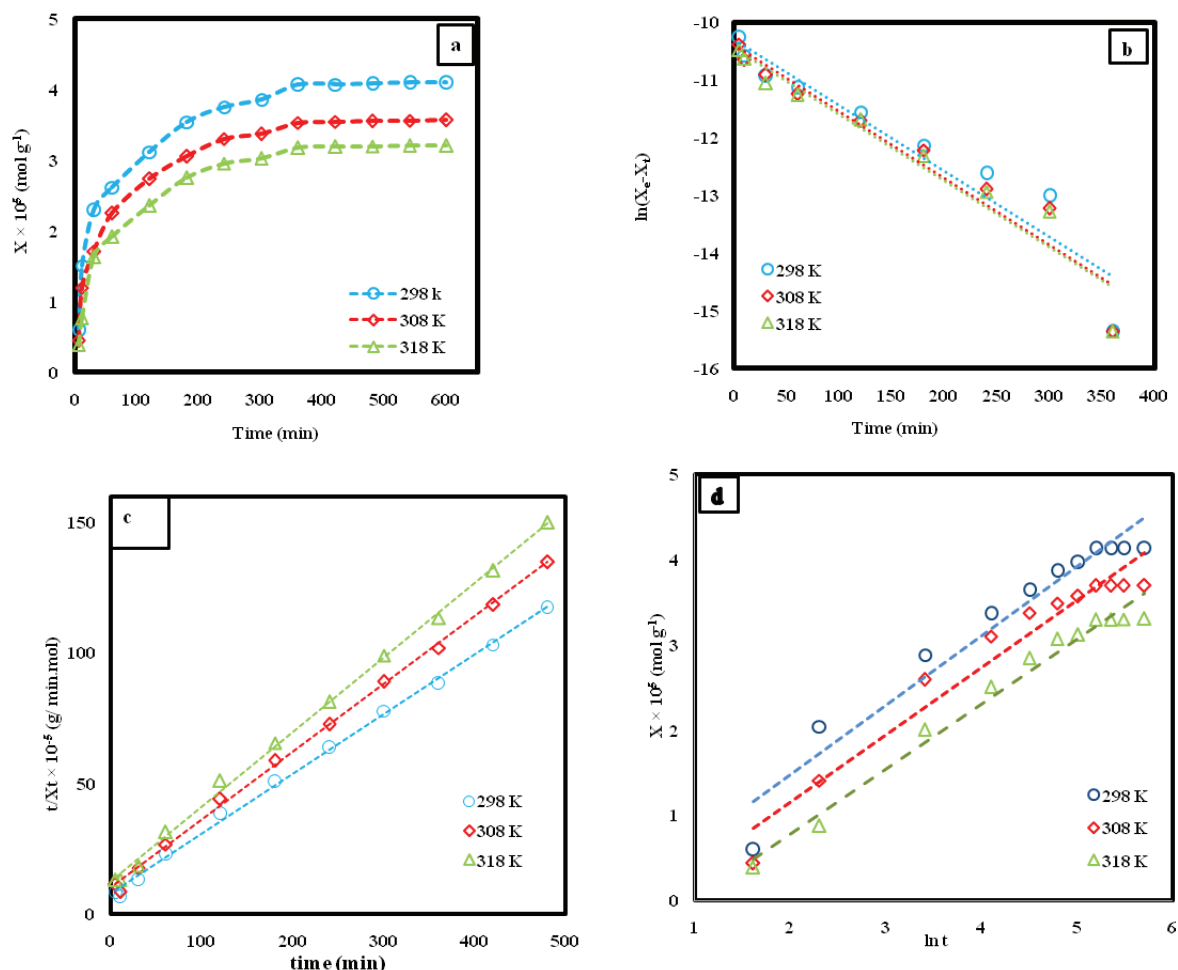 a
5
4
3
2
1
0
X × 10⁵ (mol g⁻¹)
298 k
308 K
318 K
0 100 200 300 400 500 600
Time (min)
b
-10
-11
-12
-13
-14
-15
-16
ln(Xe-Xt)
298 K
308 K
318 K
0 50 100 150 200 250 300 350 400
Time (min)
c
150
100
50
0
t/Xt × 10⁻⁵ (g/ min.mol)
298 K
308 K
318 K
0 100 200 300 400 500
time (min)
d
5
4
3
2
1
0
X × 10⁵ (mol g⁻¹)
298 K
308 K
318 K
1 2 3 4 5 6
ln t